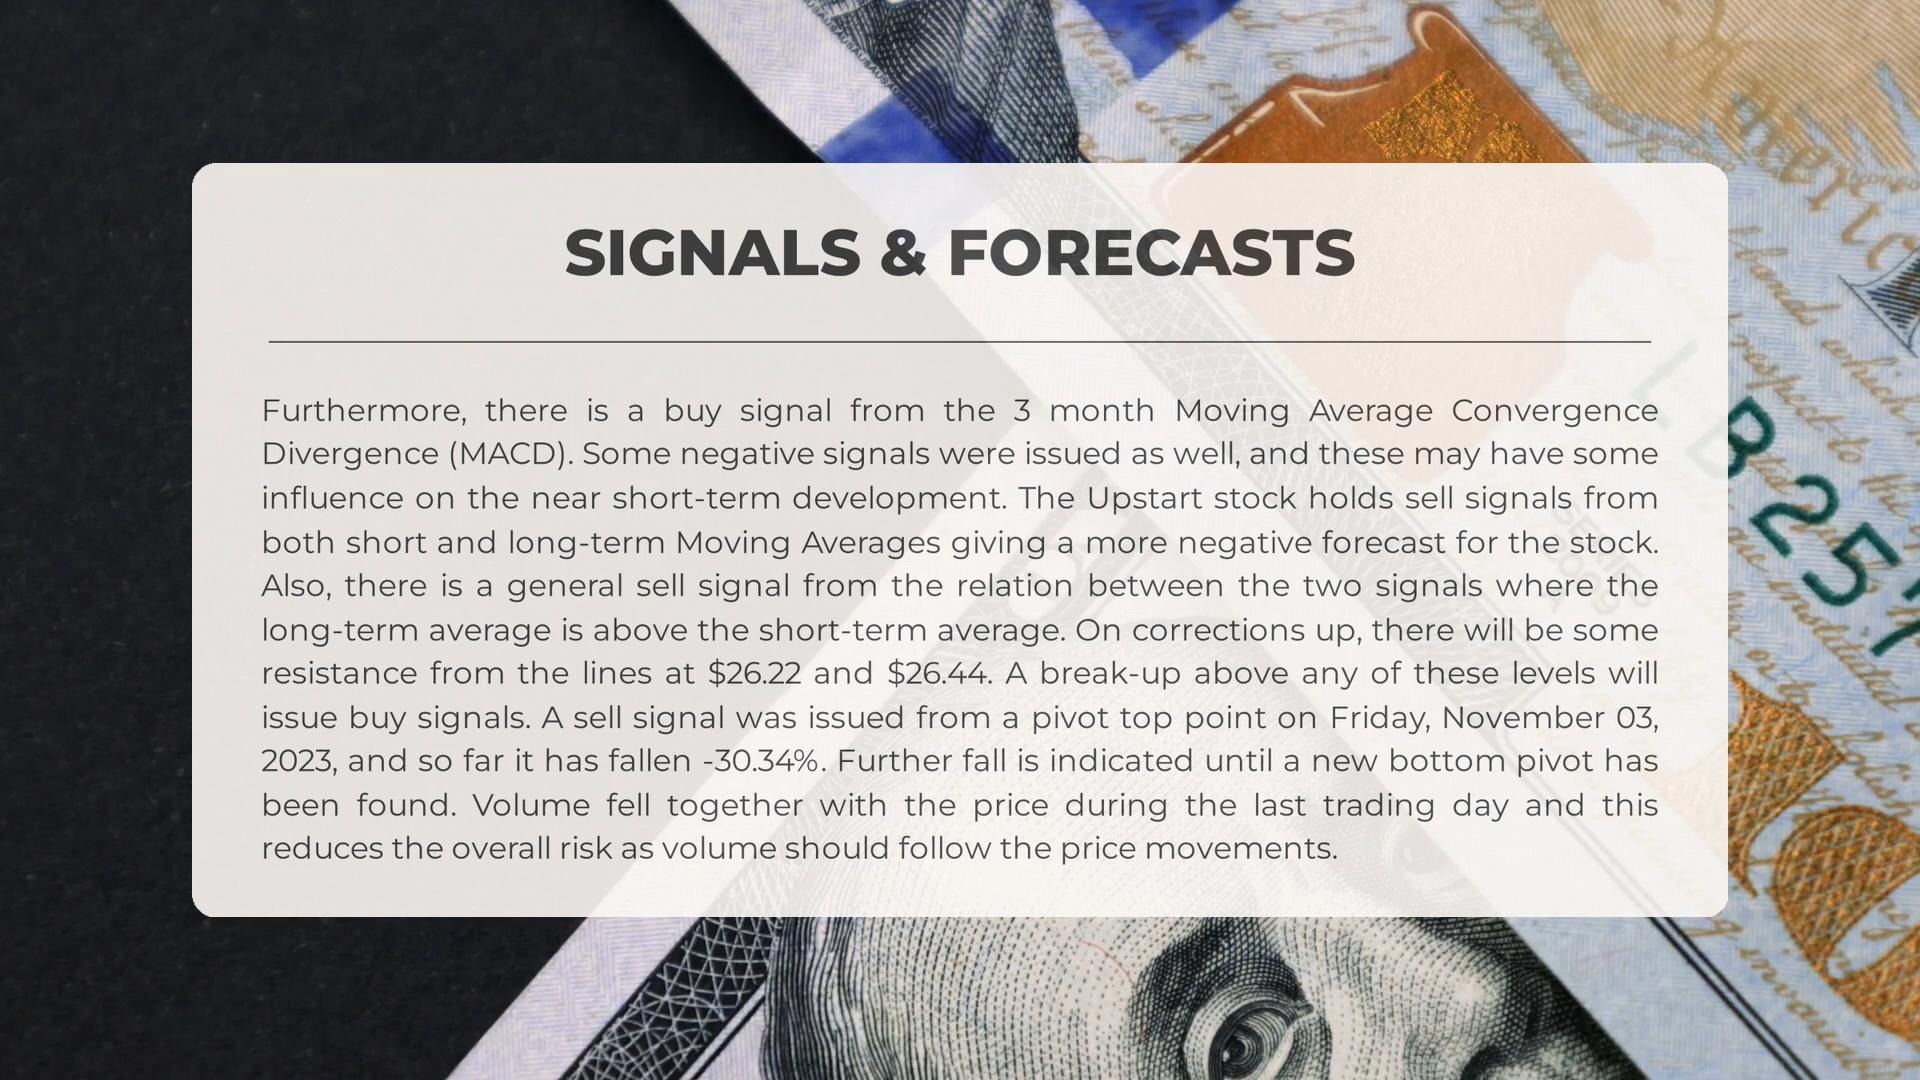 SIGNALS & FORECASTS
Furthermore, there is a buy signal from the 3 month Moving Average Convergence
Divergence (MACD). Some negative signals were issued as well, and these may have some
influence on the near short-term development. The Upstart stock holds sell signals from
both short and long-term Moving Averages giving a more negative forecast for the stock.
Also, there is a general sell signal from the relation between the two signals where the
long-term average is above the short-term average. On corrections up, there will be some
resistance from the lines at $26.22 and $26.44. A break-up above any of these levels will
issue buy signals. A sell signal was issued from a pivot top point on Friday, November 03,
2023, and so far it has fallen -30.34%. Further fall is indicated until a new bottom pivot has
been found. Volume fell together with the price during the last trading day and this
reduces the overall risk as volume should follow the price movements.